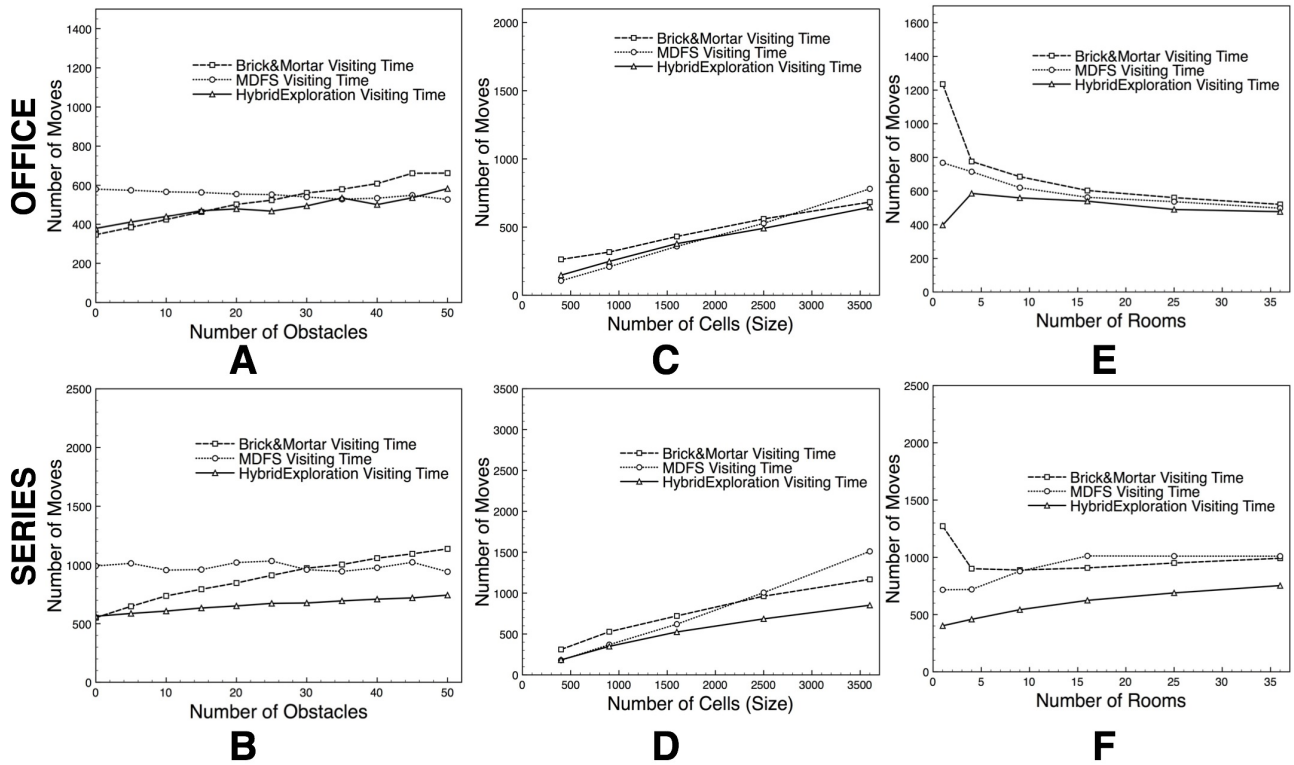 OFFICE
Number of Moves
1400
1200
1000
800
600
400
200
0
Brick&Mortar Visiting Time
MDFS Visiting Time
HybridExploration Visiting Time
0 10 20 30 40 50
Number of Obstacles
A
Number of Moves
2000
1500
1000
500
0
Brick&Mortar Visiting Time
MDFS Visiting Time
HybridExploration Visiting Time
0 500 1000 1500 2000 2500 3000 3500
Number of Cells (Size)
C
Number of Moves
1600
1400
1200
1000
800
600
400
200
0
Brick&Mortar Visiting Time
MDFS Visiting Time
HybridExploration Visiting Time
0 5 10 15 20 25 30 35
Number of Rooms
E
SERIES
Number of Moves
2500
2000
1500
1000
500
0
Brick&Mortar Visiting Time
MDFS Visiting Time
HybridExploration Visiting Time
0 10 20 30 40 50
Number of Obstacles
B
Number of Moves
3500
3000
2500
2000
1500
1000
500
0
Brick&Mortar Visiting Time
MDFS Visiting Time
HybridExploration Visiting Time
0 500 1000 1500 2000 2500 3000 3500
Number of Cells (Size)
D
Number of Moves
2500
2000
1500
1000
500
0
Brick&Mortar Visiting Time
MDFS Visiting Time
HybridExploration Visiting Time
0 5 10 15 20 25 30 35
Number of Rooms
F